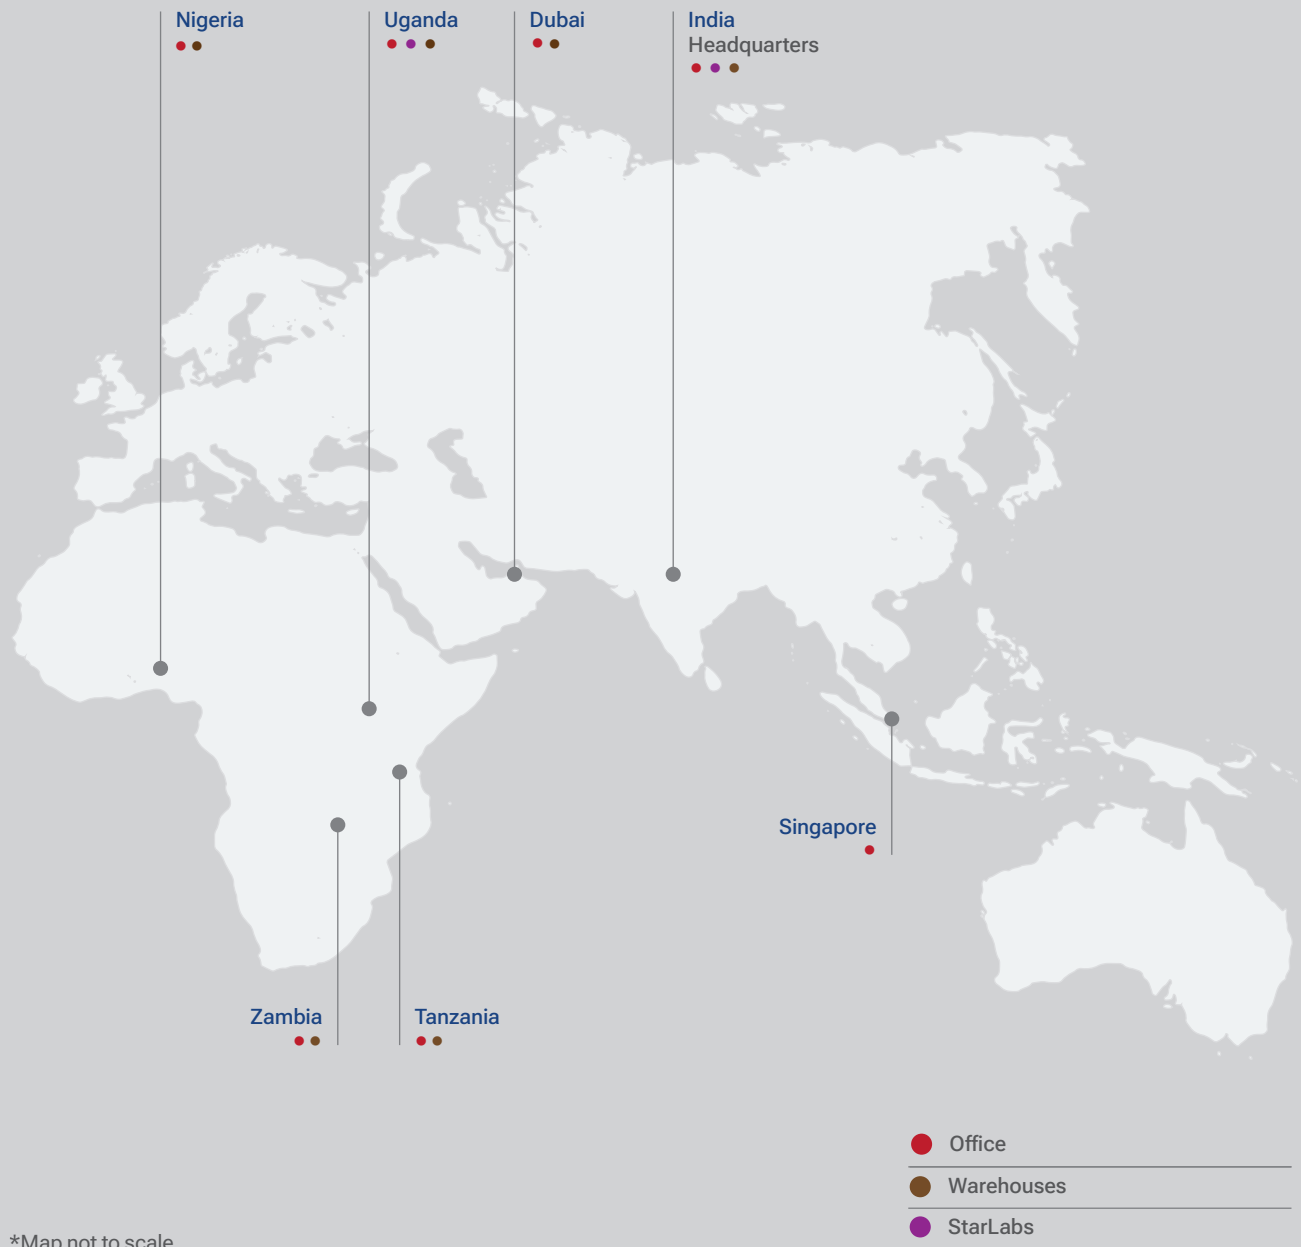 Nigeria
Uganda
Dubai
India
Headquarters
Singapore
Zambia
Tanzania
Office
Warehouses
StarLabs
*Map not to scale